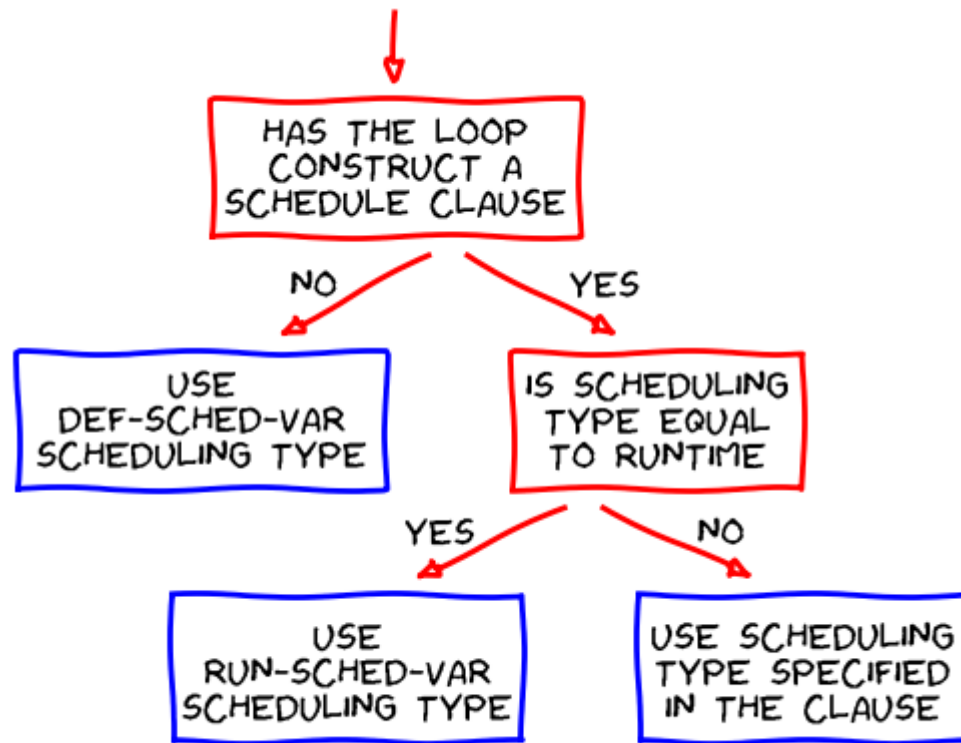 HAS THE LOOP
CONSTRUCT A
SCHEDULE CLAUSE
NO
YES
USE
DEF-SCHED-VAR
SCHEDULING TYPE
IS SCHEDULING
TYPE EQUAL
TO RUNTIME
YES
NO
USE
RUN-SCHED-VAR
SCHEDULING TYPE
USE SCHEDULING
TYPE SPECIFIED
IN THE CLAUSE